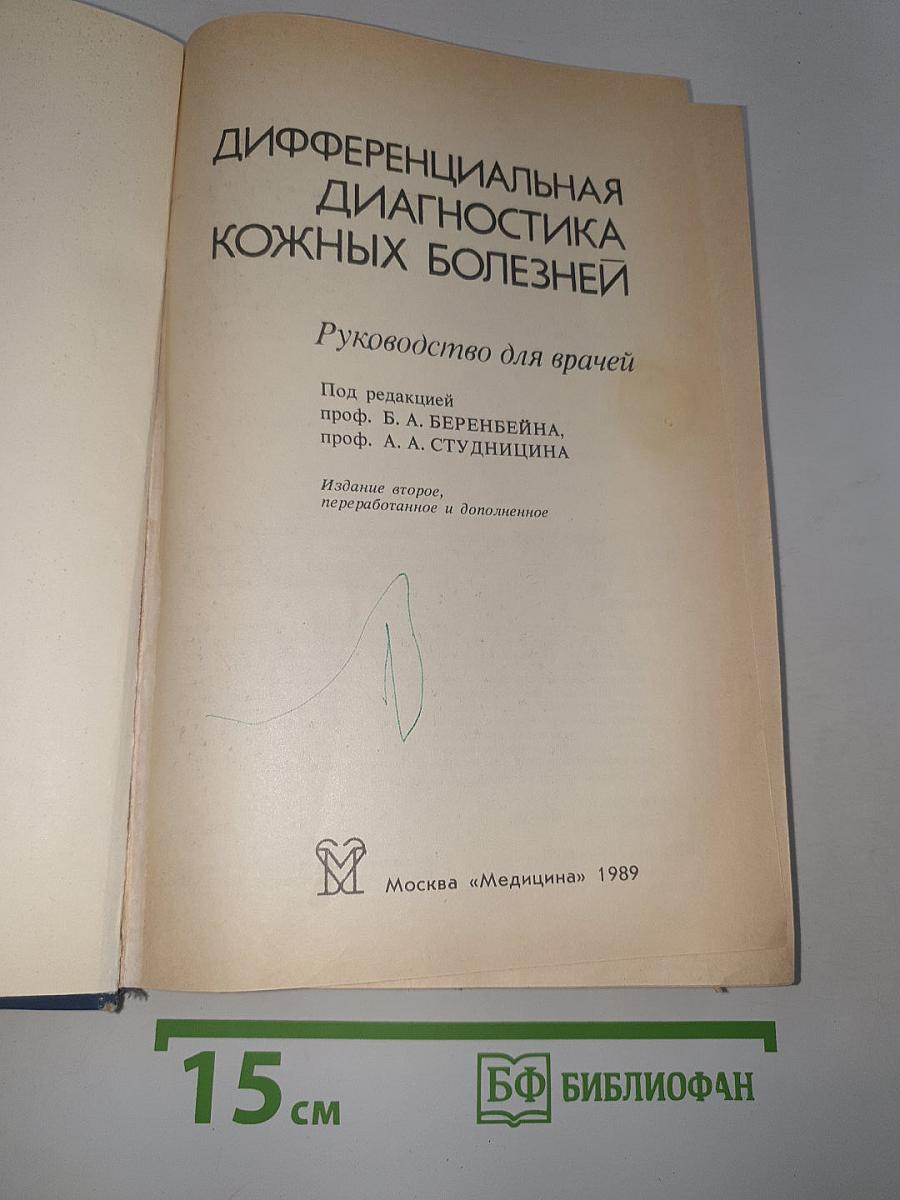 ДИФФЕРЕНЦИАЛЬНАЯ
ДИАГНОСТИКА
КОЖНЫХ БОЛЕЗНЕЙ
Руководство для врачей
Под редакцией
проф. Б. А. БЕРЕНБЕЙНА,
проф. А. А. СТУДНИЦИНА
Издание второе,
переработанное и дополненное
Москва «Медицина» 1989
15 см
БФ БИБЛИОФАН